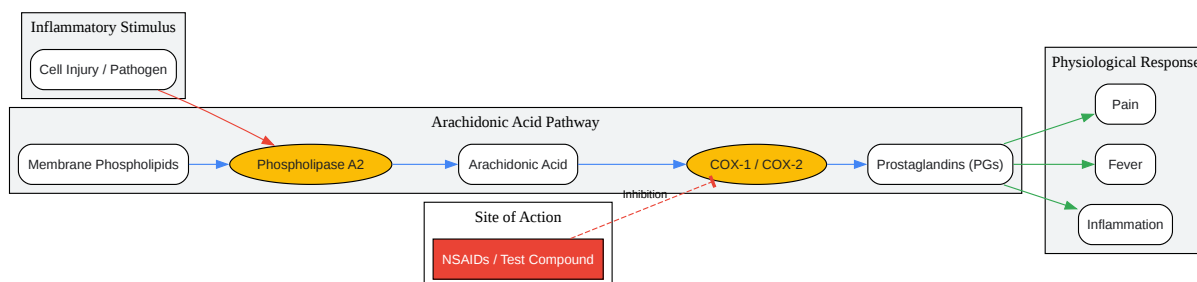 Inflammatory Stimulus
Cell Injury / Pathogen
Arachidonic Acid Pathway
Membrane Phospholipids
Phospholipase A2
Arachidonic Acid
COX-1 / COX-2
Prostaglandins (PGs)
Inhibition
Site of Action
NSAIDs / Test Compound
Physiological Response
Pain
Fever
Inflammation